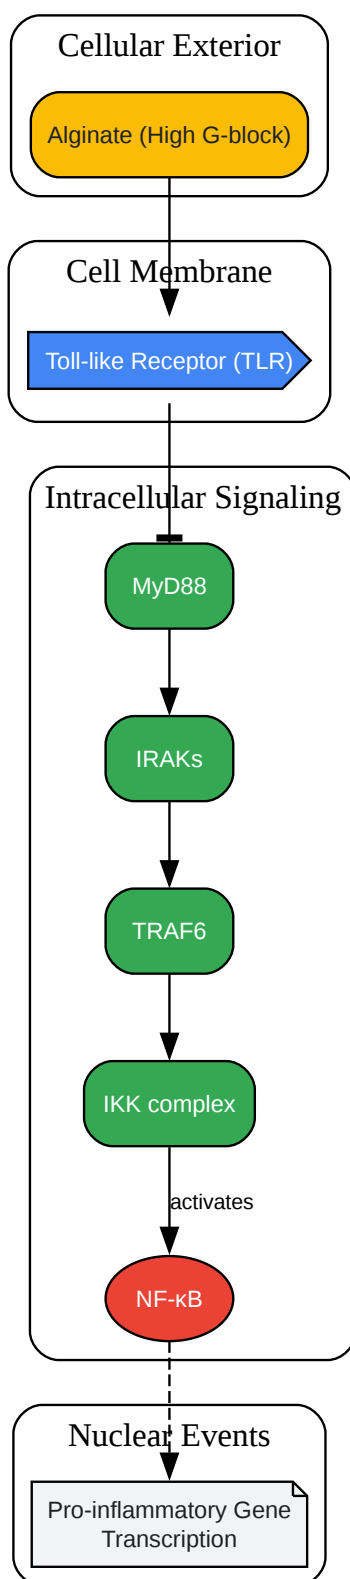 Cellular Exterior
Alginate (High G-block)
Cell Membrane
Toll-like Receptor (TLR)
Intracellular Signaling
MyD88
IRAKs
TRAF6
IKK complex
activates
NF-κB
Nuclear Events
Pro-inflammatory Gene
Transcription